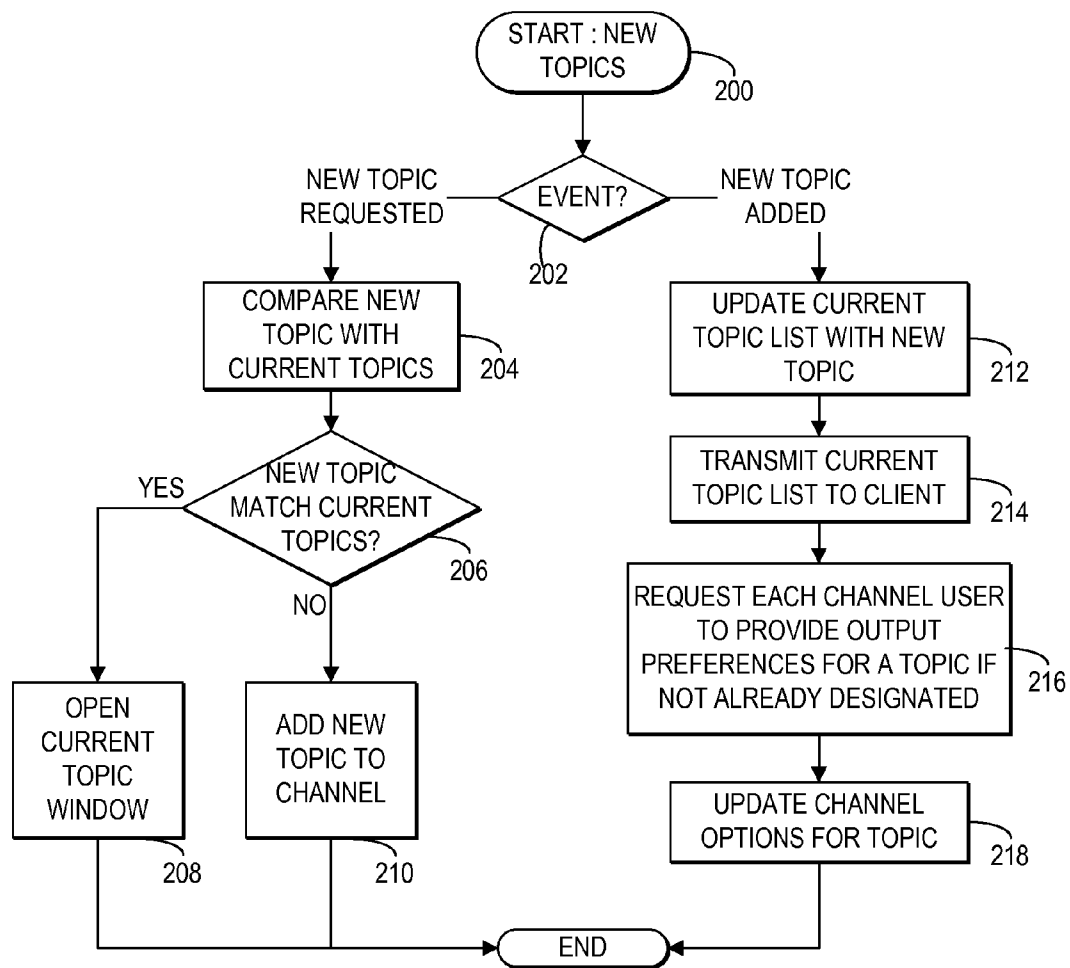 START : NEW
TOPICS
200
EVENT?
202
NEW TOPIC
REQUESTED
NEW TOPIC
ADDED
COMPARE NEW
TOPIC WITH
CURRENT TOPICS
204
NEW TOPIC
MATCH CURRENT
TOPICS?
206
YES
NO
OPEN
CURRENT
TOPIC
WINDOW
208
ADD NEW
TOPIC TO
CHANNEL
210
UPDATE CURRENT
TOPIC LIST WITH NEW
TOPIC
212
TRANSMIT CURRENT
TOPIC LIST TO CLIENT
214
REQUEST EACH CHANNEL USER
TO PROVIDE OUTPUT
PREFERENCES FOR A TOPIC IF
NOT ALREADY DESIGNATED
216
UPDATE CHANNEL
OPTIONS FOR TOPIC
218
END